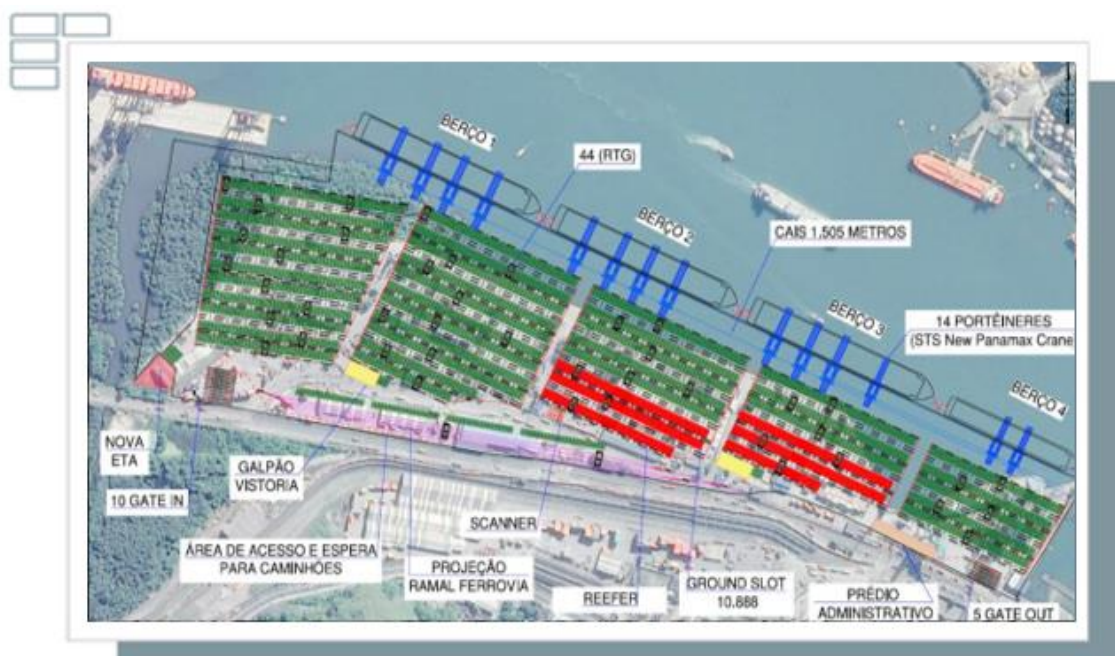 BERÇO 1
44 (RTG)
BERÇO 2
CAIS 1.505 METROS
BERÇO 3
14 PORTÊINERES
(STS New Panamax Crane
BERÇO 4
NOVA
ETA
10 GATE IN
GALPÃO
VISTORIA
ÁREA DE ACESSO E ESPERA
PARA CAMINHÕES
SCANNER
PROJEÇÃO
RAMAL FERROVIA
REEFER
GROUND SLOT
10.888
PRÉDIO
ADMINISTRATIVO
5 GATE OUT